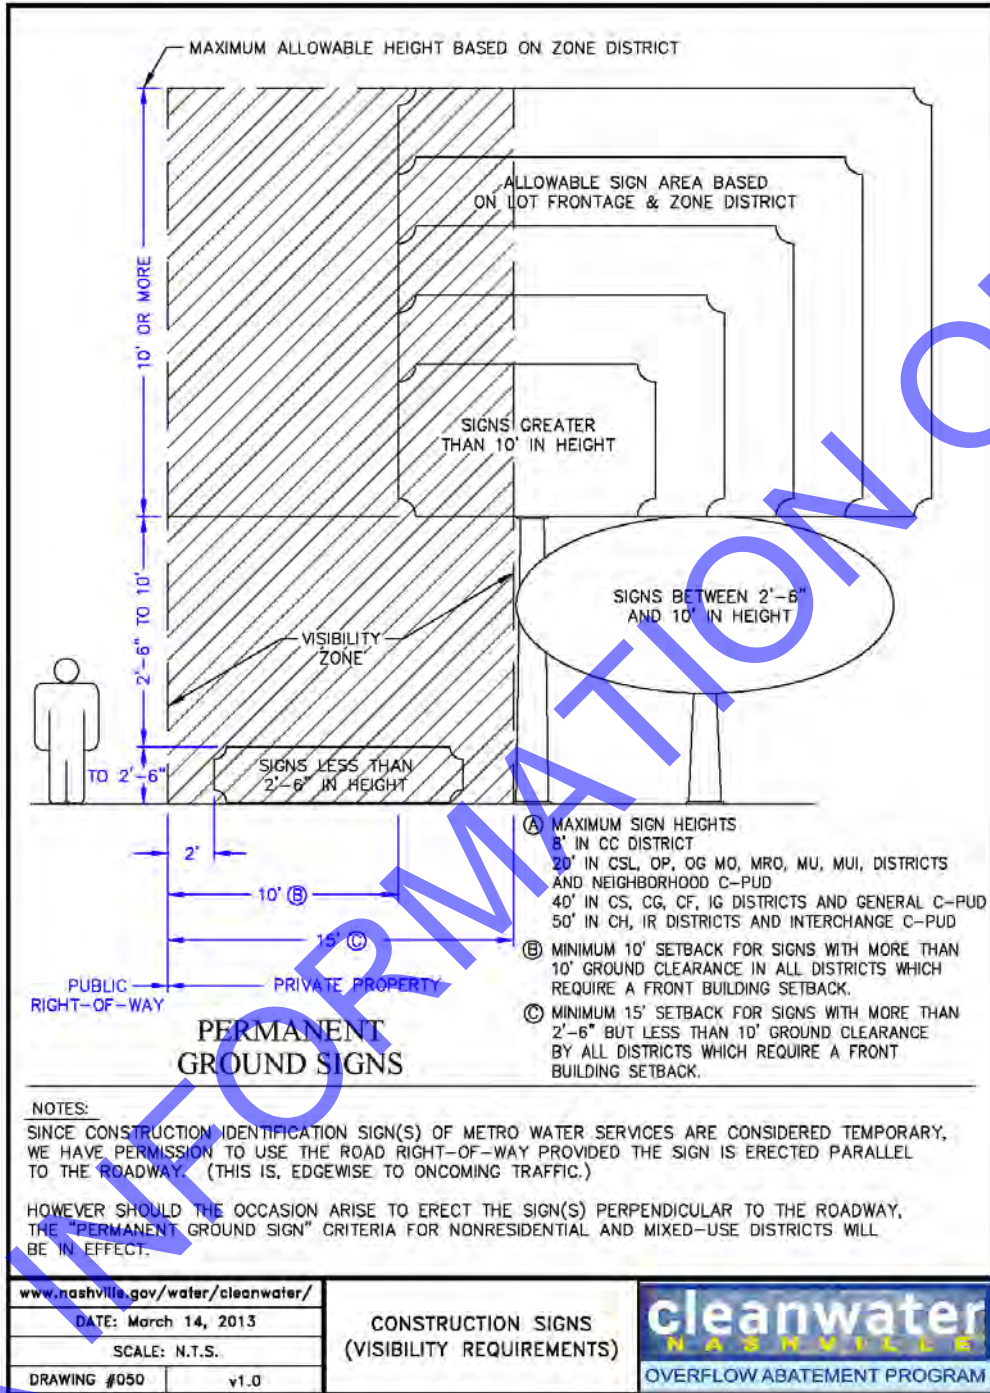 MAXIMUM ALLOWABLE HEIGHT BASED ON ZONE DISTRICT
ALLOWABLE SIGN AREA BASED
ON LOT FRONTAGE & ZONE DISTRICT
10' OR MORE
SIGNS GREATER
THAN 10' IN HEIGHT
2'-6" TO 10'
SIGNS BETWEEN 2'-6"
AND 10' IN HEIGHT
VISIBILITY
ZONE
TO 2'-6"
SIGNS LESS THAN
2'-6" IN HEIGHT
2'
10' Ⓑ
15' Ⓒ
PUBLIC
RIGHT-OF-WAY
PRIVATE PROPERTY
PERMANENT
GROUND SIGNS
Ⓐ MAXIMUM SIGN HEIGHTS
8' IN CC DISTRICT
20' IN CSL, OP, OG MO, MRO, MU, MUI, DISTRICTS
AND NEIGHBORHOOD C-PUD
40' IN CS, CG, CF, IG DISTRICTS AND GENERAL C-PUD
50' IN CH, IR DISTRICTS AND INTERCHANGE C-PUD
Ⓑ MINIMUM 10' SETBACK FOR SIGNS WITH MORE THAN
10' GROUND CLEARANCE IN ALL DISTRICTS WHICH
REQUIRE A FRONT BUILDING SETBACK.
Ⓒ MINIMUM 15' SETBACK FOR SIGNS WITH MORE THAN
2'-6" BUT LESS THAN 10' GROUND CLEARANCE
BY ALL DISTRICTS WHICH REQUIRE A FRONT
BUILDING SETBACK.
NOTES:
SINCE CONSTRUCTION IDENTIFICATION SIGN(S) OF METRO WATER SERVICES ARE CONSIDERED TEMPORARY,
WE HAVE PERMISSION TO USE THE ROAD RIGHT-OF-WAY PROVIDED THE SIGN IS ERECTED PARALLEL
TO THE ROADWAY. (THIS IS, EDGEWISE TO ONCOMING TRAFFIC.)
HOWEVER SHOULD THE OCCASION ARISE TO ERECT THE SIGN(S) PERPENDICULAR TO THE ROADWAY,
THE "PERMANENT GROUND SIGN" CRITERIA FOR NONRESIDENTIAL AND MIXED-USE DISTRICTS WILL
BE IN EFFECT.
www.nashville.gov/water/cleanwater/
DATE: March 14, 2013
SCALE: N.T.S.
DRAWING #050
v1.0
CONSTRUCTION SIGNS
(VISIBILITY REQUIREMENTS)
cleanwater
NASHVILLE
OVERFLOW ABATEMENT PROGRAM
INFORMATION